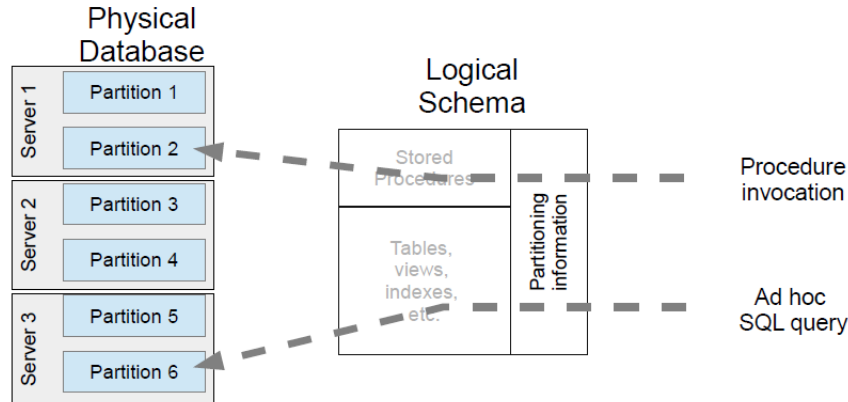 Physical
Database
Server 1
Partition 1
Partition 2
Server 2
Partition 3
Partition 4
Server 3
Partition 5
Partition 6
Logical
Schema
Stored
Procedures
Tables,
views,
indexes,
etc.
Partitioning
information
Procedure
invocation
Ad hoc
SQL query